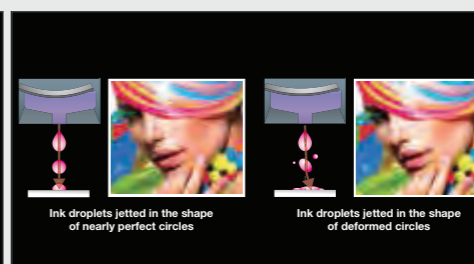 Ink droplets jetted in the shape
of nearly perfect circles
Ink droplets jetted in the shape
of deformed circles